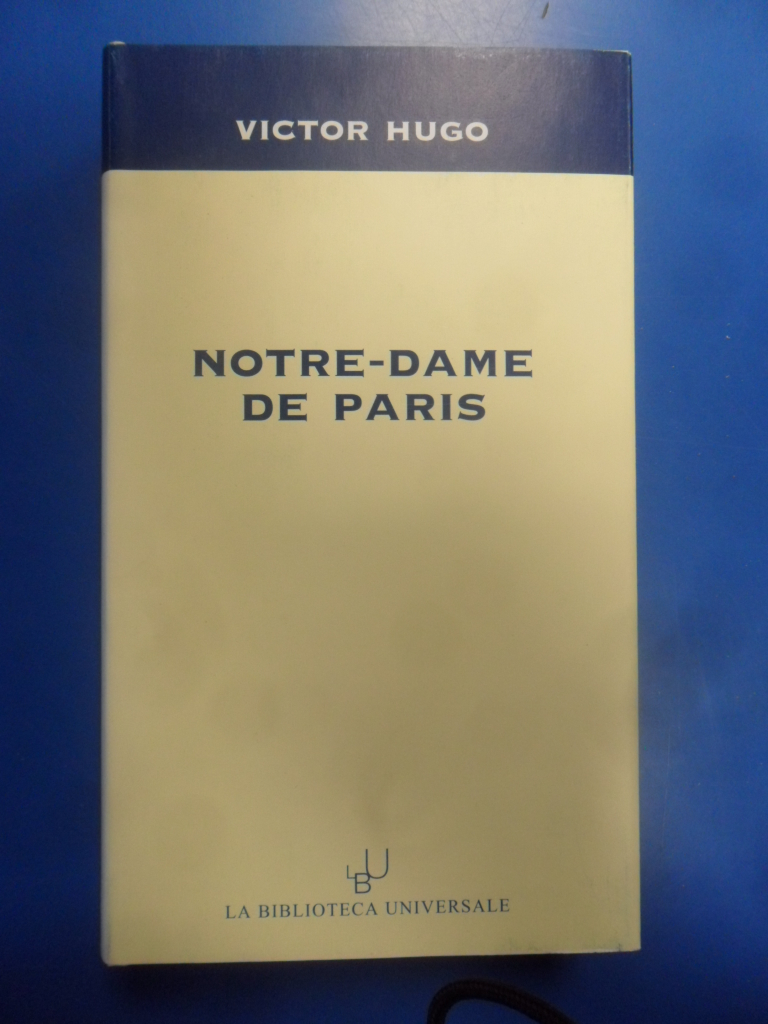 VICTOR HUGO
NOTRE-DAME
DE PARIS
LBU
LA BIBLIOTECA UNIVERSALE